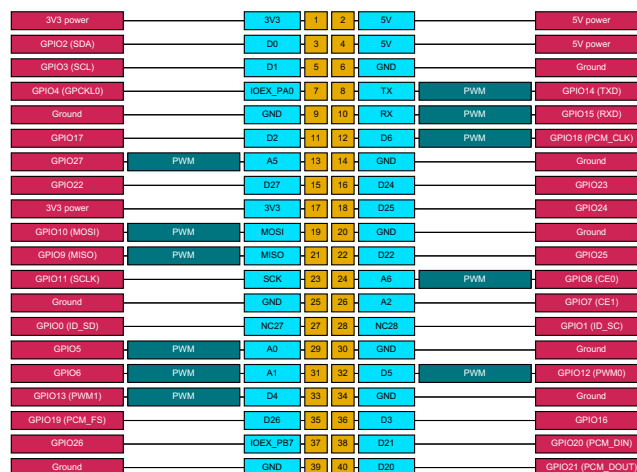 3V3 power 3V3 1 2 5V 5V power
GPIO2 (SDA) D0 3 4 5V 5V power
GPIO3 (SCL) D1 5 6 GND Ground
GPIO4 (GPCKL0) IOEX_PA0 7 8 TX PWM GPIO14 (TXD)
Ground GND 9 10 RX PWM GPIO15 (RXD)
GPIO17 D2 11 12 D6 PWM GPIO18 (PCM_CLK)
GPIO27 PWM A5 13 14 GND Ground
GPIO22 D27 15 16 D24 GPIO23
3V3 power 3V3 17 18 D25 GPIO24
GPIO10 (MOSI) PWM MOSI 19 20 GND Ground
GPIO9 (MISO) PWM MISO 21 22 D22 GPIO25
GPIO11 (SCLK) SCK 23 24 A6 PWM GPIO8 (CE0)
Ground GND 25 26 A2 GPIO7 (CE1)
GPIO0 (ID_SD) NC27 27 28 NC28 GPIO1 (ID_SC)
GPIO5 PWM A0 29 30 GND Ground
GPIO6 PWM A1 31 32 D5 PWM GPIO12 (PWM0)
GPIO13 (PWM1) PWM D4 33 34 GND Ground
GPIO19 (PCM_FS) D26 35 36 D3 GPIO16
GPIO26 IOEX_PB7 37 38 D21 GPIO20 (PCM_DIN)
Ground GND 39 40 D20 GPIO21 (PCM_DOUT)